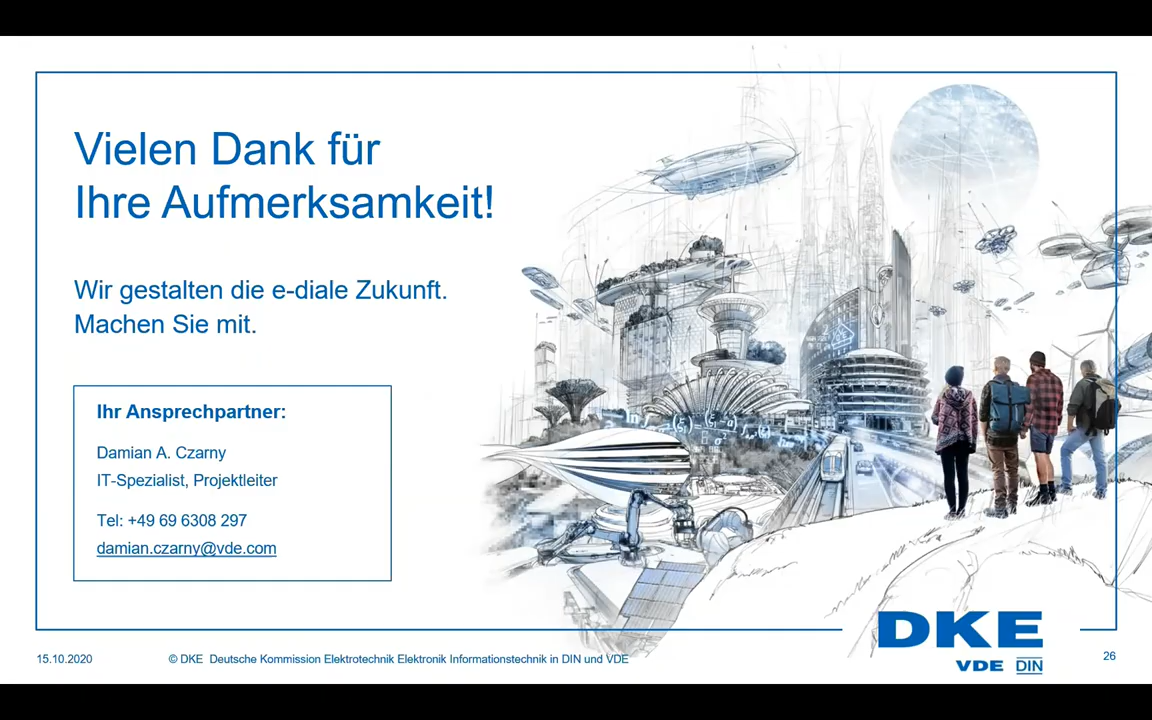 Vielen Dank für
Ihre Aufmerksamkeit!
Wir gestalten die e-diale Zukunft.
Machen Sie mit.
Ihr Ansprechpartner:
Damian A. Czarny
IT-Spezialist, Projektleiter
Tel: +49 69 6308 297
damian.czarny@vde.com
15.10.2020
© DKE Deutsche Kommission Elektrotechnik Elektronik Informationstechnik in DIN und VDE
DKE
VDE DIN
26